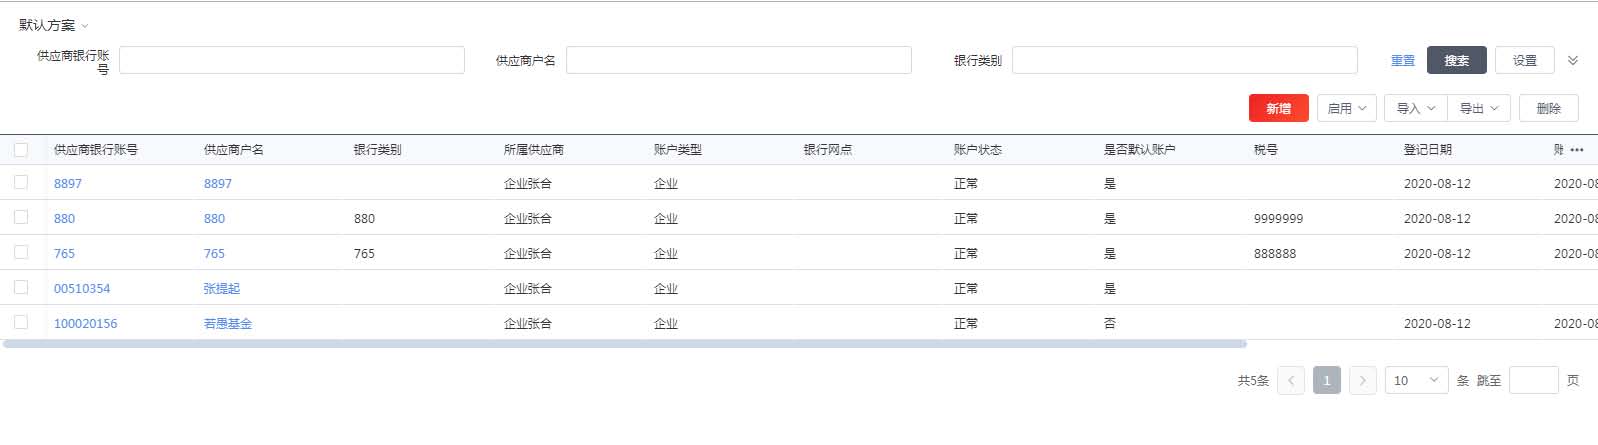 默认方案
供应商银行账号 供应商户名 银行类别 重置 搜索 设置
新增 启用 导入 导出 删除
供应商银行账号 供应商户名 银行类别 所属供应商 账户类型 银行网点 账户状态 是否默认账户 税号 登记日期 账 •••
8897 8897 企业张合 企业 正常 是 2020-08-12 2020-08
880 880 880 企业张合 企业 正常 是 9999999 2020-08-12 2020-08
765 765 765 企业张合 企业 正常 是 888888 2020-08-12 2020-08
00510354 张提起 企业张合 企业 正常 是
100020156 若愚基金 企业张合 企业 正常 否 2020-08-12 2020-08
共5条 1 10 条 跳至 页